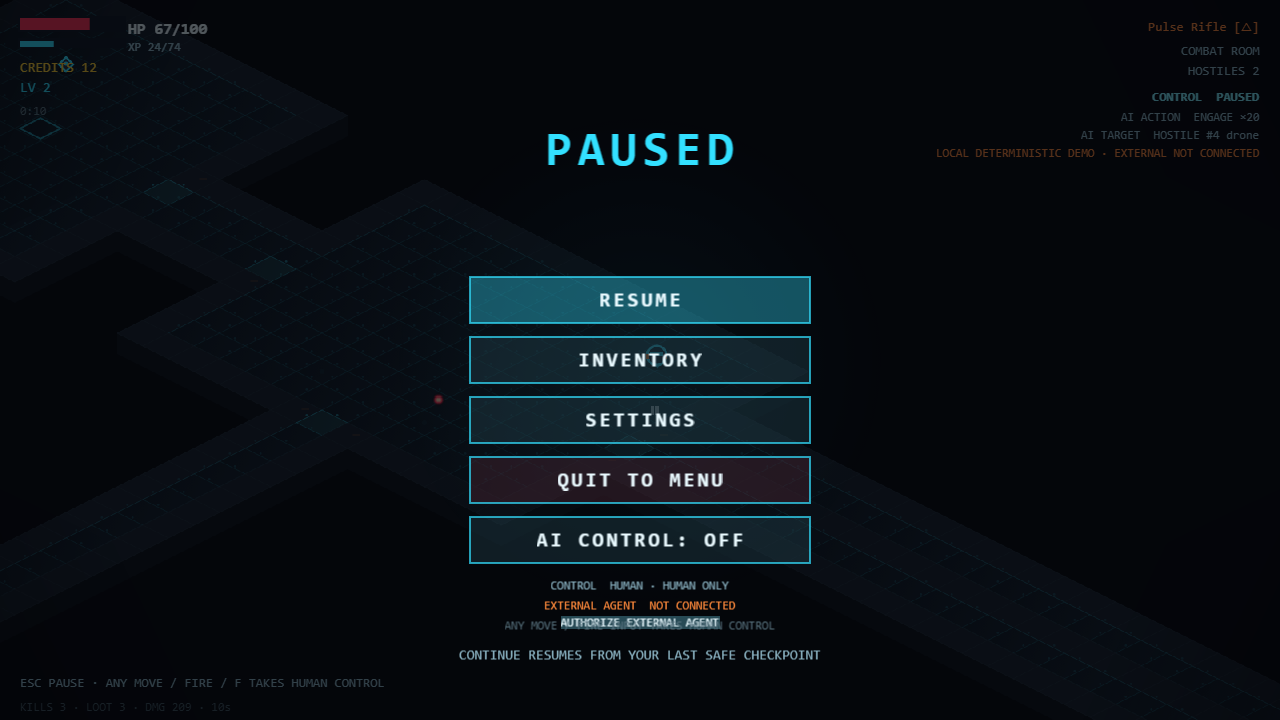 HP 67/100
XP 24/74
CREDITS 12
LV 2
0:10
Pulse Rifle [△]
COMBAT ROOM
HOSTILES 2
CONTROL PAUSED
AI ACTION ENGAGE ×20
AI TARGET HOSTILE #4 drone
LOCAL DETERMINISTIC DEMO · EXTERNAL NOT CONNECTED
PAUSED
RESUME
INVENTORY
SETTINGS
QUIT TO MENU
AI CONTROL: OFF
CONTROL HUMAN · HUMAN ONLY
EXTERNAL AGENT NOT CONNECTED
AUTHORIZE EXTERNAL AGENT
ANY MOVE CONTROL
CONTINUE RESUMES FROM YOUR LAST SAFE CHECKPOINT
ESC PAUSE · ANY MOVE / FIRE / F TAKES HUMAN CONTROL
KILLS 3 · LOOT 3 · DMG 209 · 10s